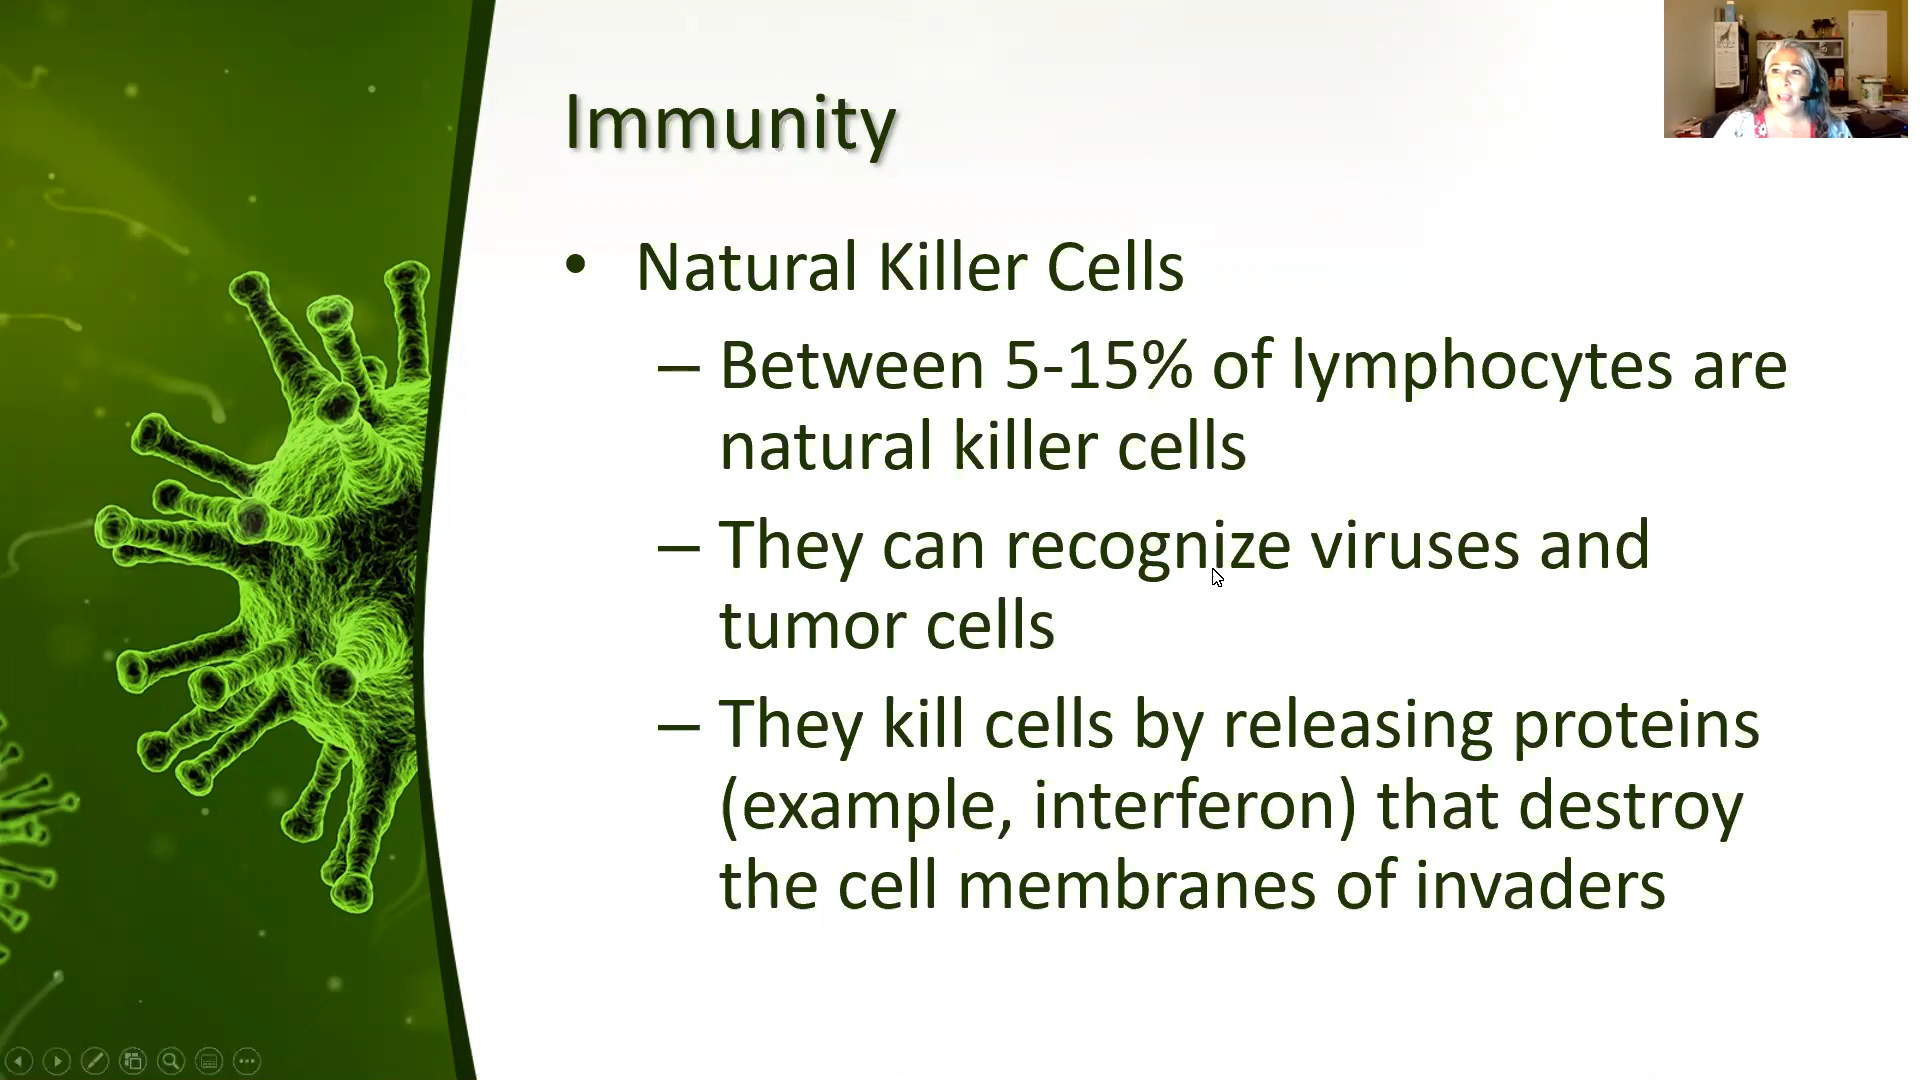 Immunity
• Natural Killer Cells
– Between 5-15% of lymphocytes are
natural killer cells
– They can recognize viruses and
tumor cells
– They kill cells by releasing proteins
(example, interferon) that destroy
the cell membranes of invaders